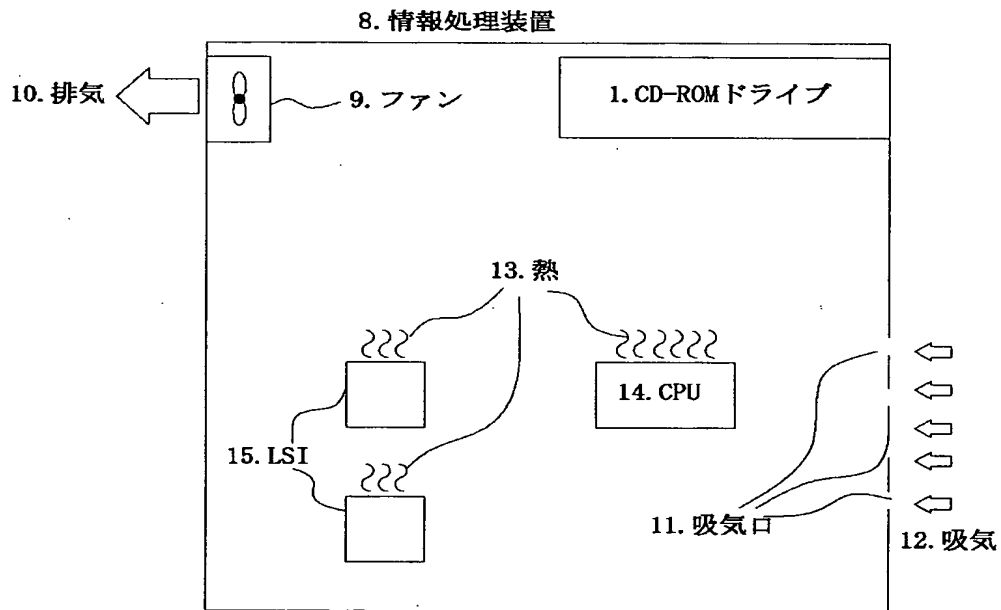 8.情報処理装置
10.排気
9.ファン
1.CD-ROMドライブ
13.熱
14.CPU
15.LSI
11.吸気口
12.吸気